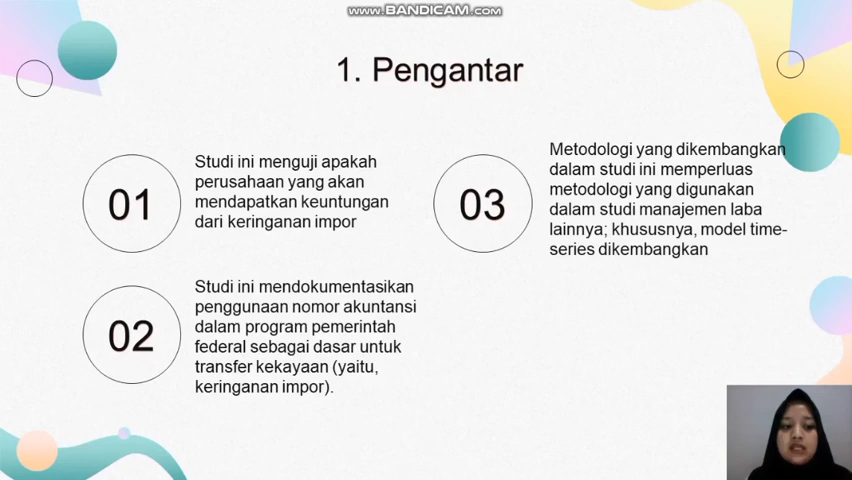 www.BANDICAM.com
1. Pengantar
01
Studi ini menguji apakah
perusahaan yang akan
mendapatkan keuntungan
dari keringanan impor
02
Studi ini mendokumentasikan
penggunaan nomor akuntansi
dalam program pemerintah
federal sebagai dasar untuk
transfer kekayaan (yaitu,
keringanan impor).
03
Metodologi yang dikembangkan
dalam studi ini memperluas
metodologi yang digunakan
dalam studi manajemen laba
lainnya; khususnya, model time-
series dikembangkan